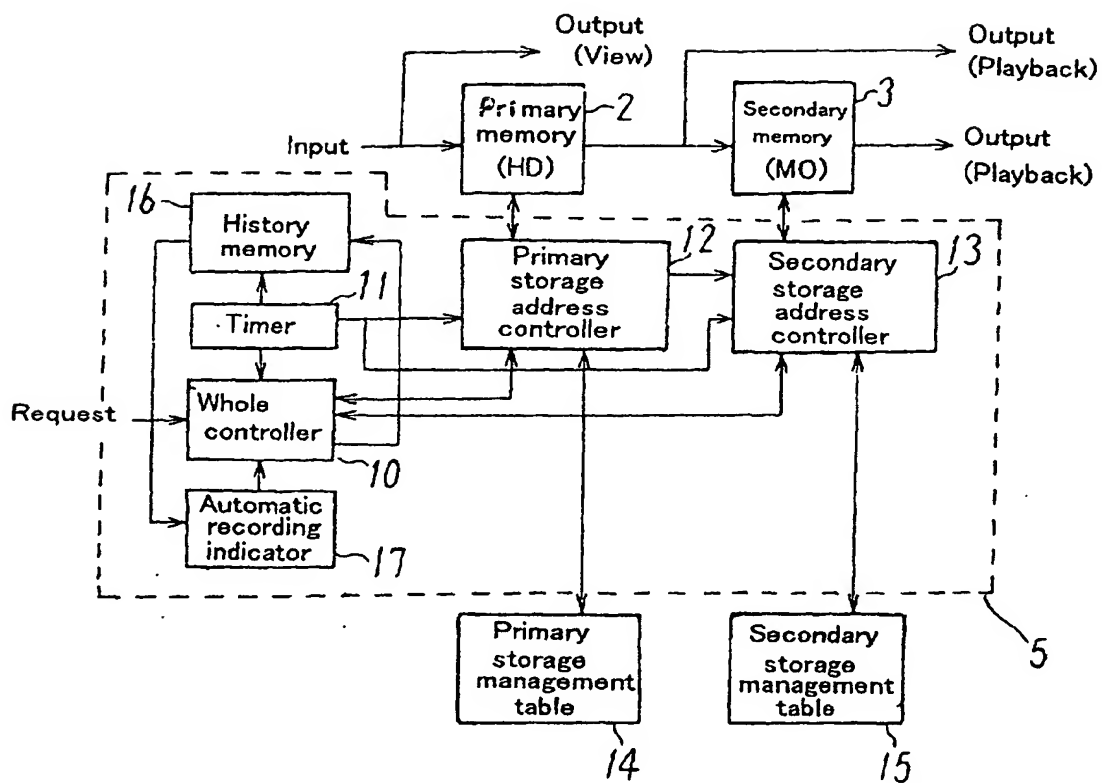 Output
(View)
Output
(Playback)
Primary
memory
(HD)
2
Secondary
memory
(MO)
3
Input
Output
(Playback)
16
History
memory
Primary
storage
address
controller
12
Secondary
storage
address
controller
13
11
Timer
Request
Whole
controller
10
Automatic
recording
indicator
17
Primary
storage
management
table
14
Secondary
storage
management
table
15
5